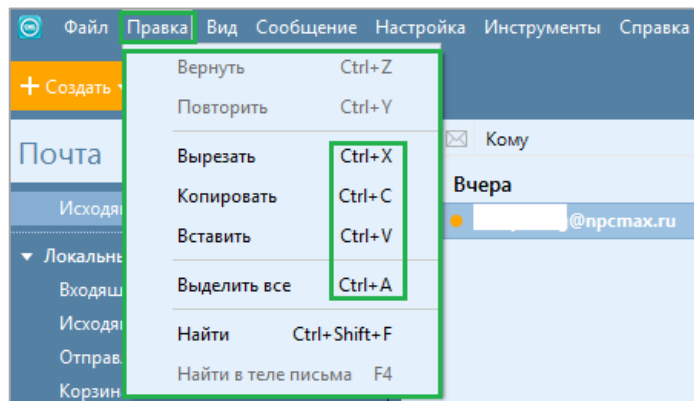 Файл Правка Вид Сообщение Настройка Инструменты Справка
+ Создать
Вернуть Ctrl+Z
Повторить Ctrl+Y
Вырезать Ctrl+X
Копировать Ctrl+C
Вставить Ctrl+V
Выделить все Ctrl+A
Найти Ctrl+Shift+F
Найти в теле письма F4
Почта
Кому
Вчера
@npcmax.ru